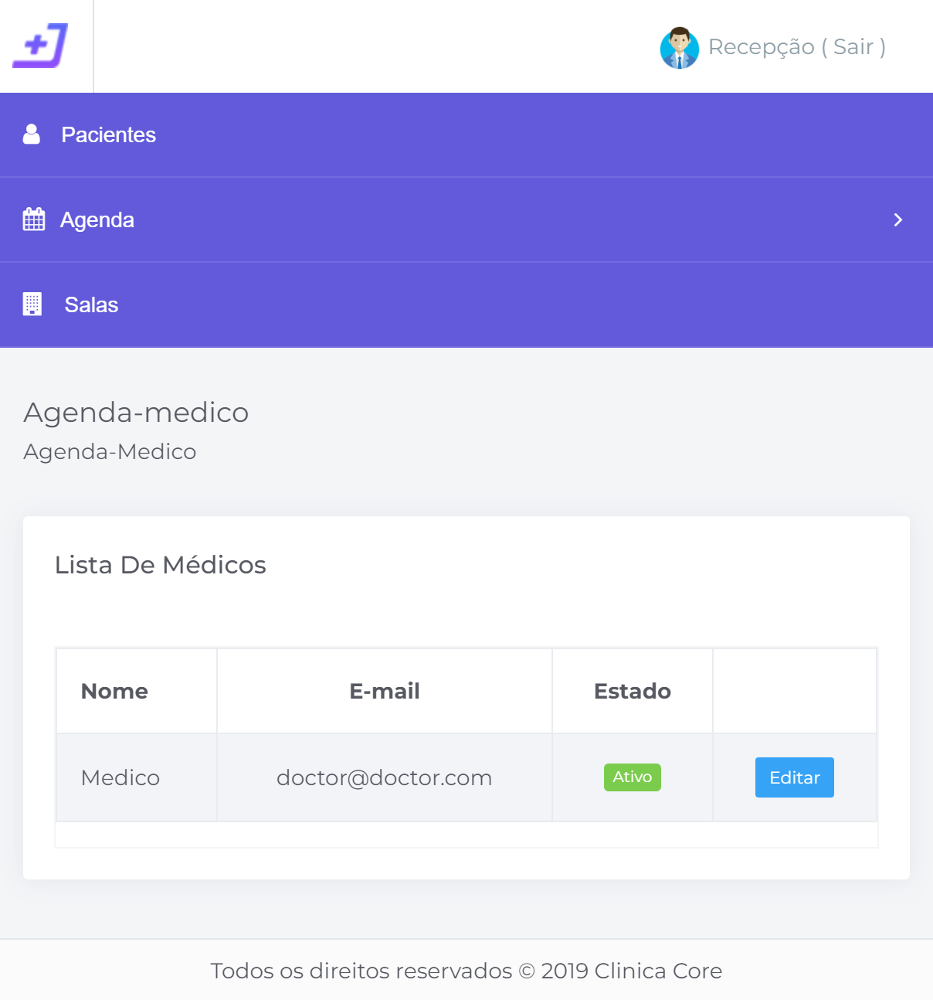 Recepção ( Sair )
Pacientes
Agenda
Salas
Agenda-medico
Agenda-Medico
Lista De Médicos
Nome E-mail Estado
Medico doctor@doctor.com Ativo Editar
Todos os direitos reservados © 2019 Clinica Core